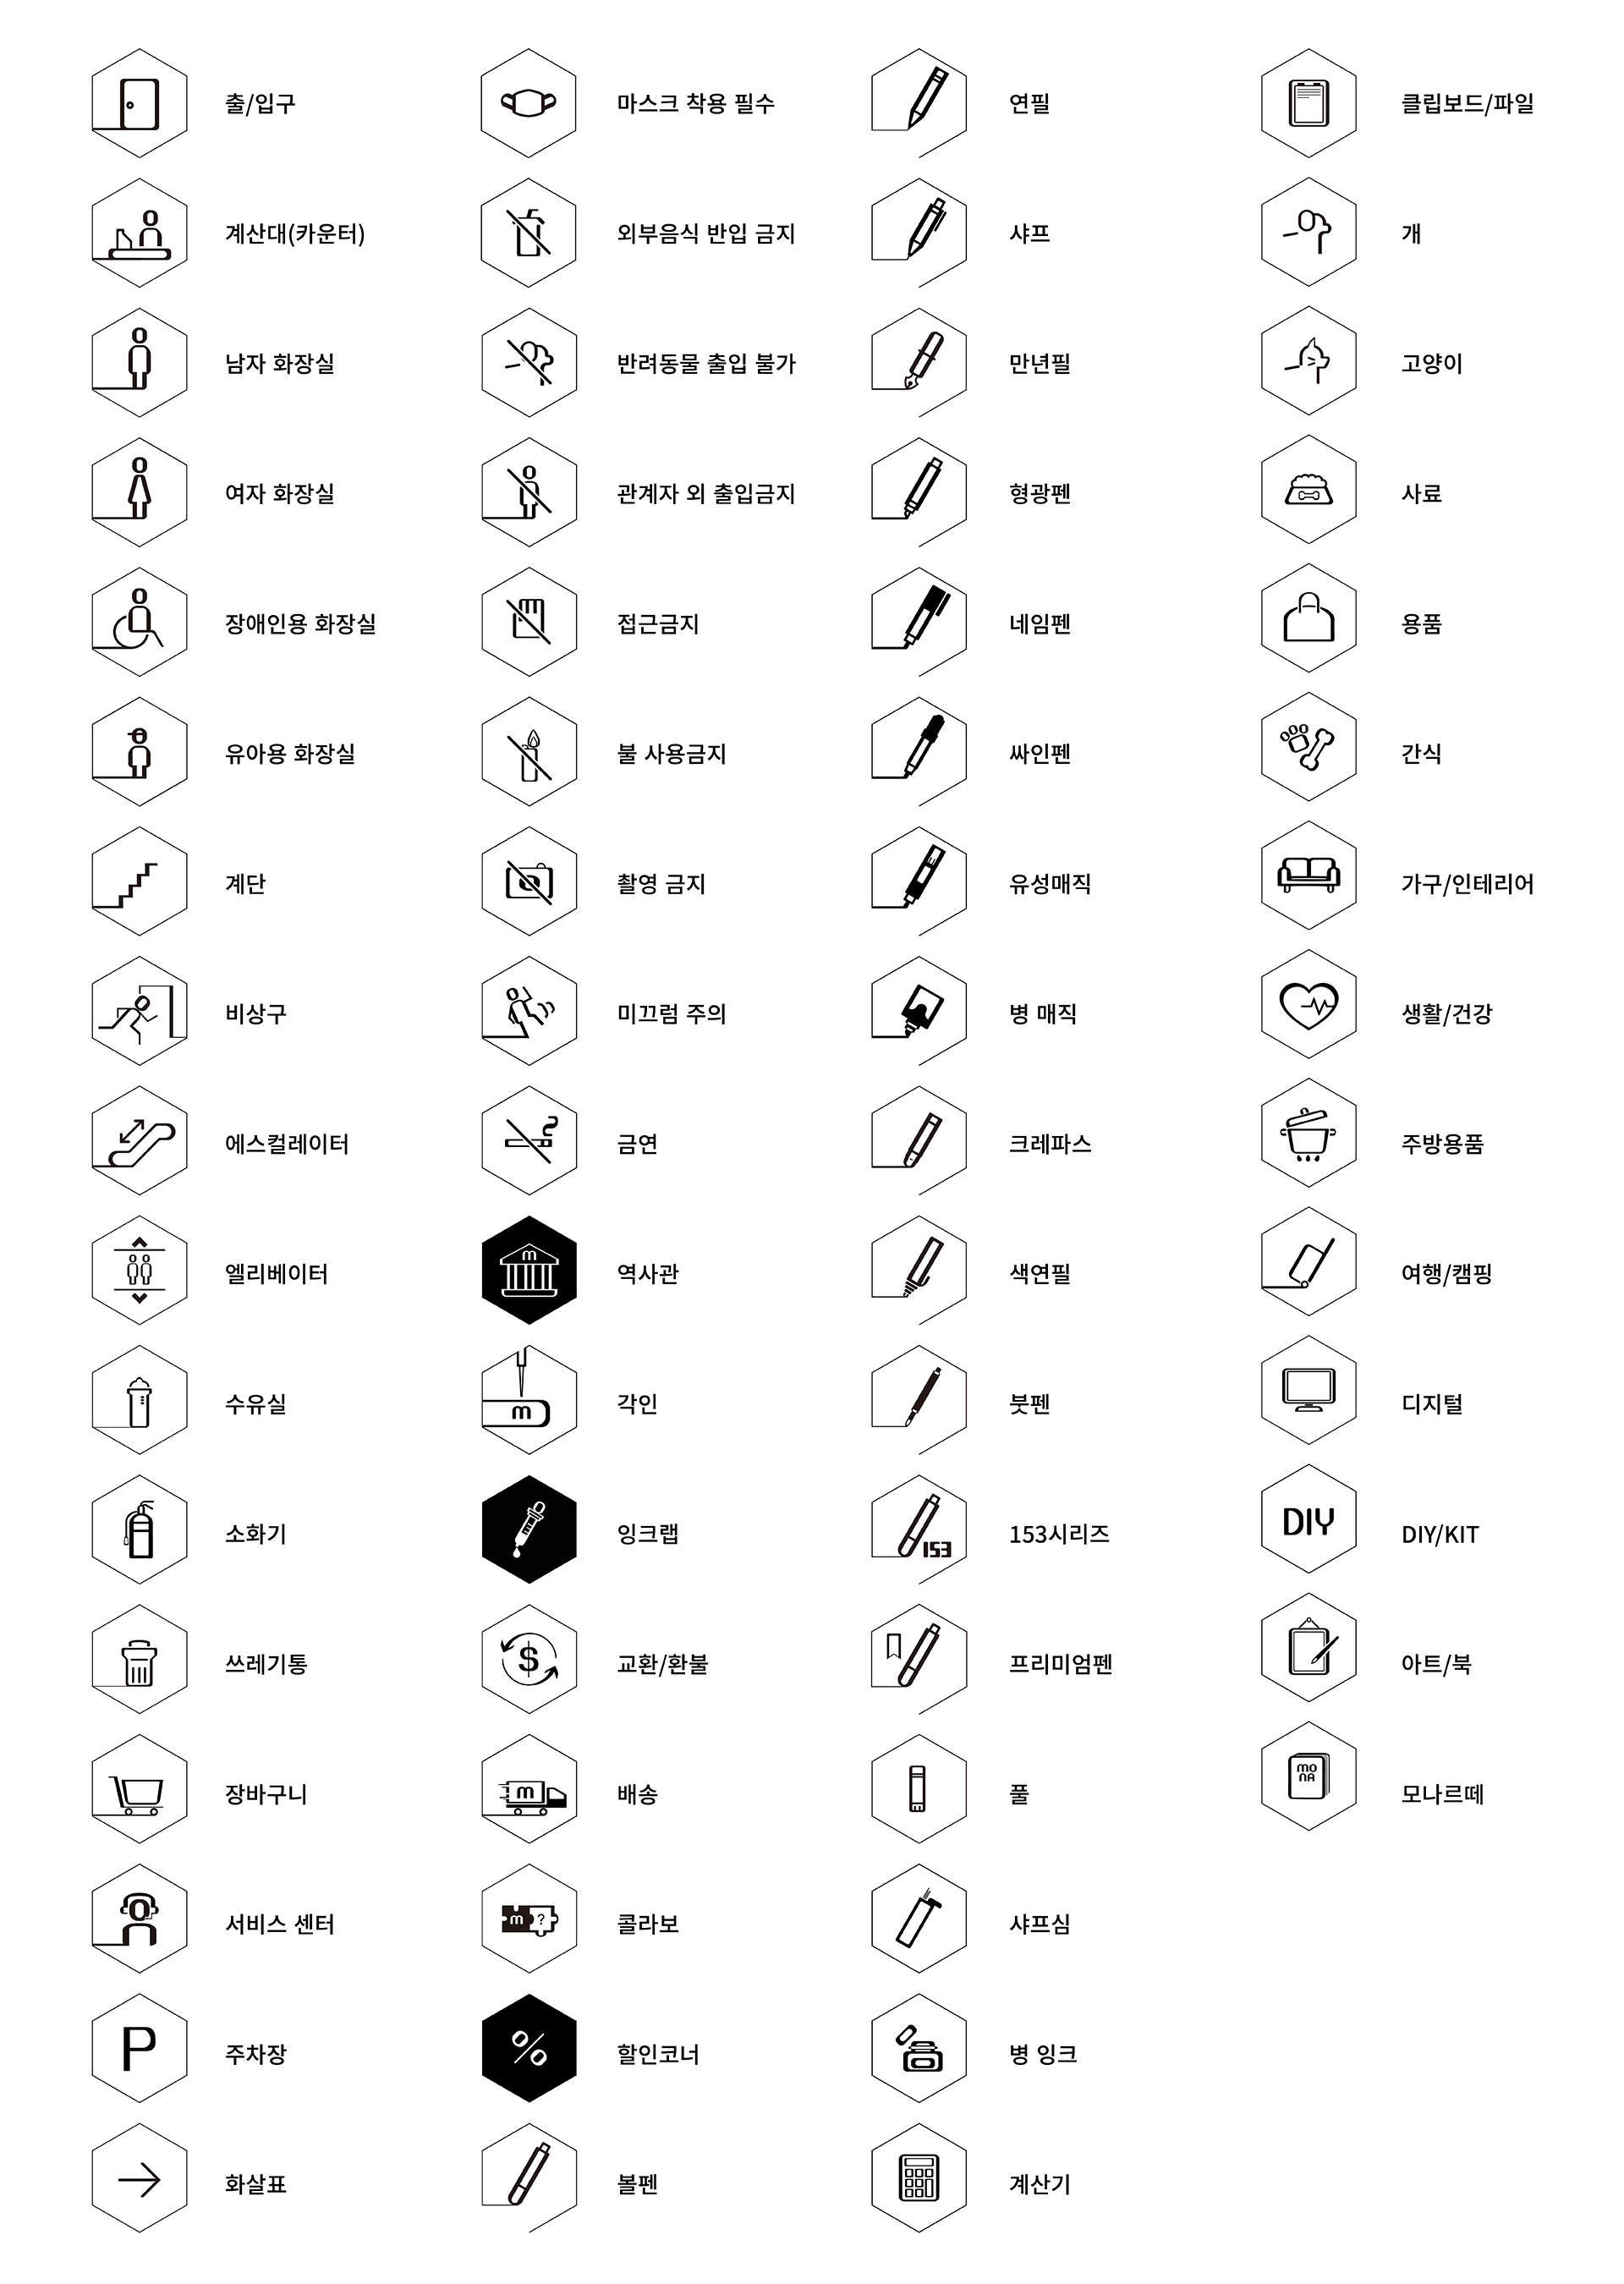 출/입구
계산대(카운터)
남자 화장실
여자 화장실
장애인용 화장실
유아용 화장실
계단
비상구
에스컬레이터
엘리베이터
수유실
소화기
쓰레기통
장바구니
서비스 센터
P
주차장
화살표
마스크 착용 필수
외부음식 반입 금지
반려동물 출입 불가
관계자 외 출입금지
접근금지
불 사용금지
촬영 금지
미끄럼 주의
금연
m
역사관
m
각인
잉크랩
$
교환/환불
m
배송
m ?
콜라보
%
할인코너
볼펜
연필
샤프
만년필
형광펜
네임펜
싸인펜
유성매직
병 매직
크레파스
색연필
붓펜
153
153시리즈
프리미엄펜
풀
샤프심
병 잉크
계산기
클립보드/파일
개
고양이
사료
용품
간식
가구/인테리어
생활/건강
주방용품
여행/캠핑
디지털
DIY
DIY/KIT
아트/북
MO
NA
모나르떼